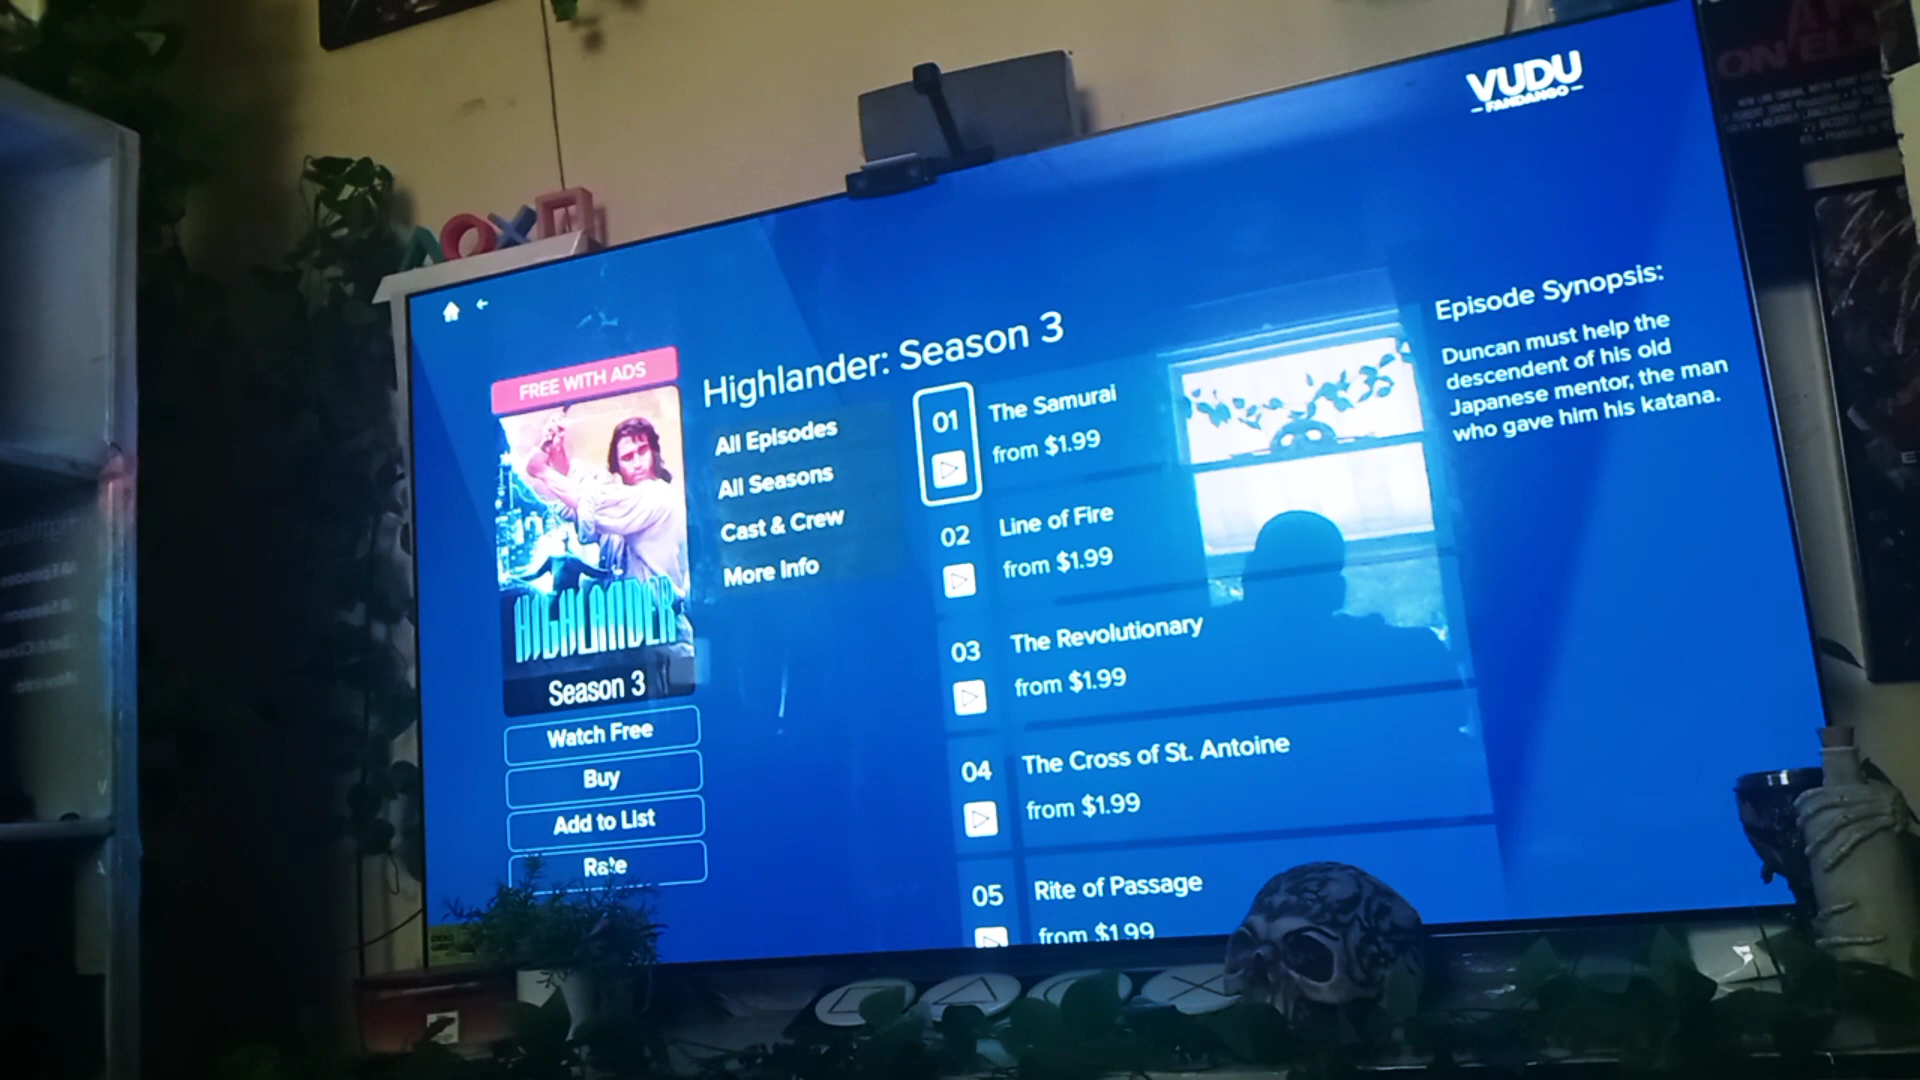 VUDU
FANDANGO
FREE WITH ADS
HIGHLANDER
Season 3
Watch Free
Buy
Add to List
Rate
Highlander: Season 3
All Episodes
All Seasons
Cast & Crew
More Info
01
The Samurai
from $1.99
02
Line of Fire
from $1.99
03
The Revolutionary
from $1.99
04
The Cross of St. Antoine
from $1.99
05
Rite of Passage
from $1.99
Episode Synopsis:
Duncan must help the
descendent of his old
Japanese mentor, the man
who gave him his katana.
ON ELM